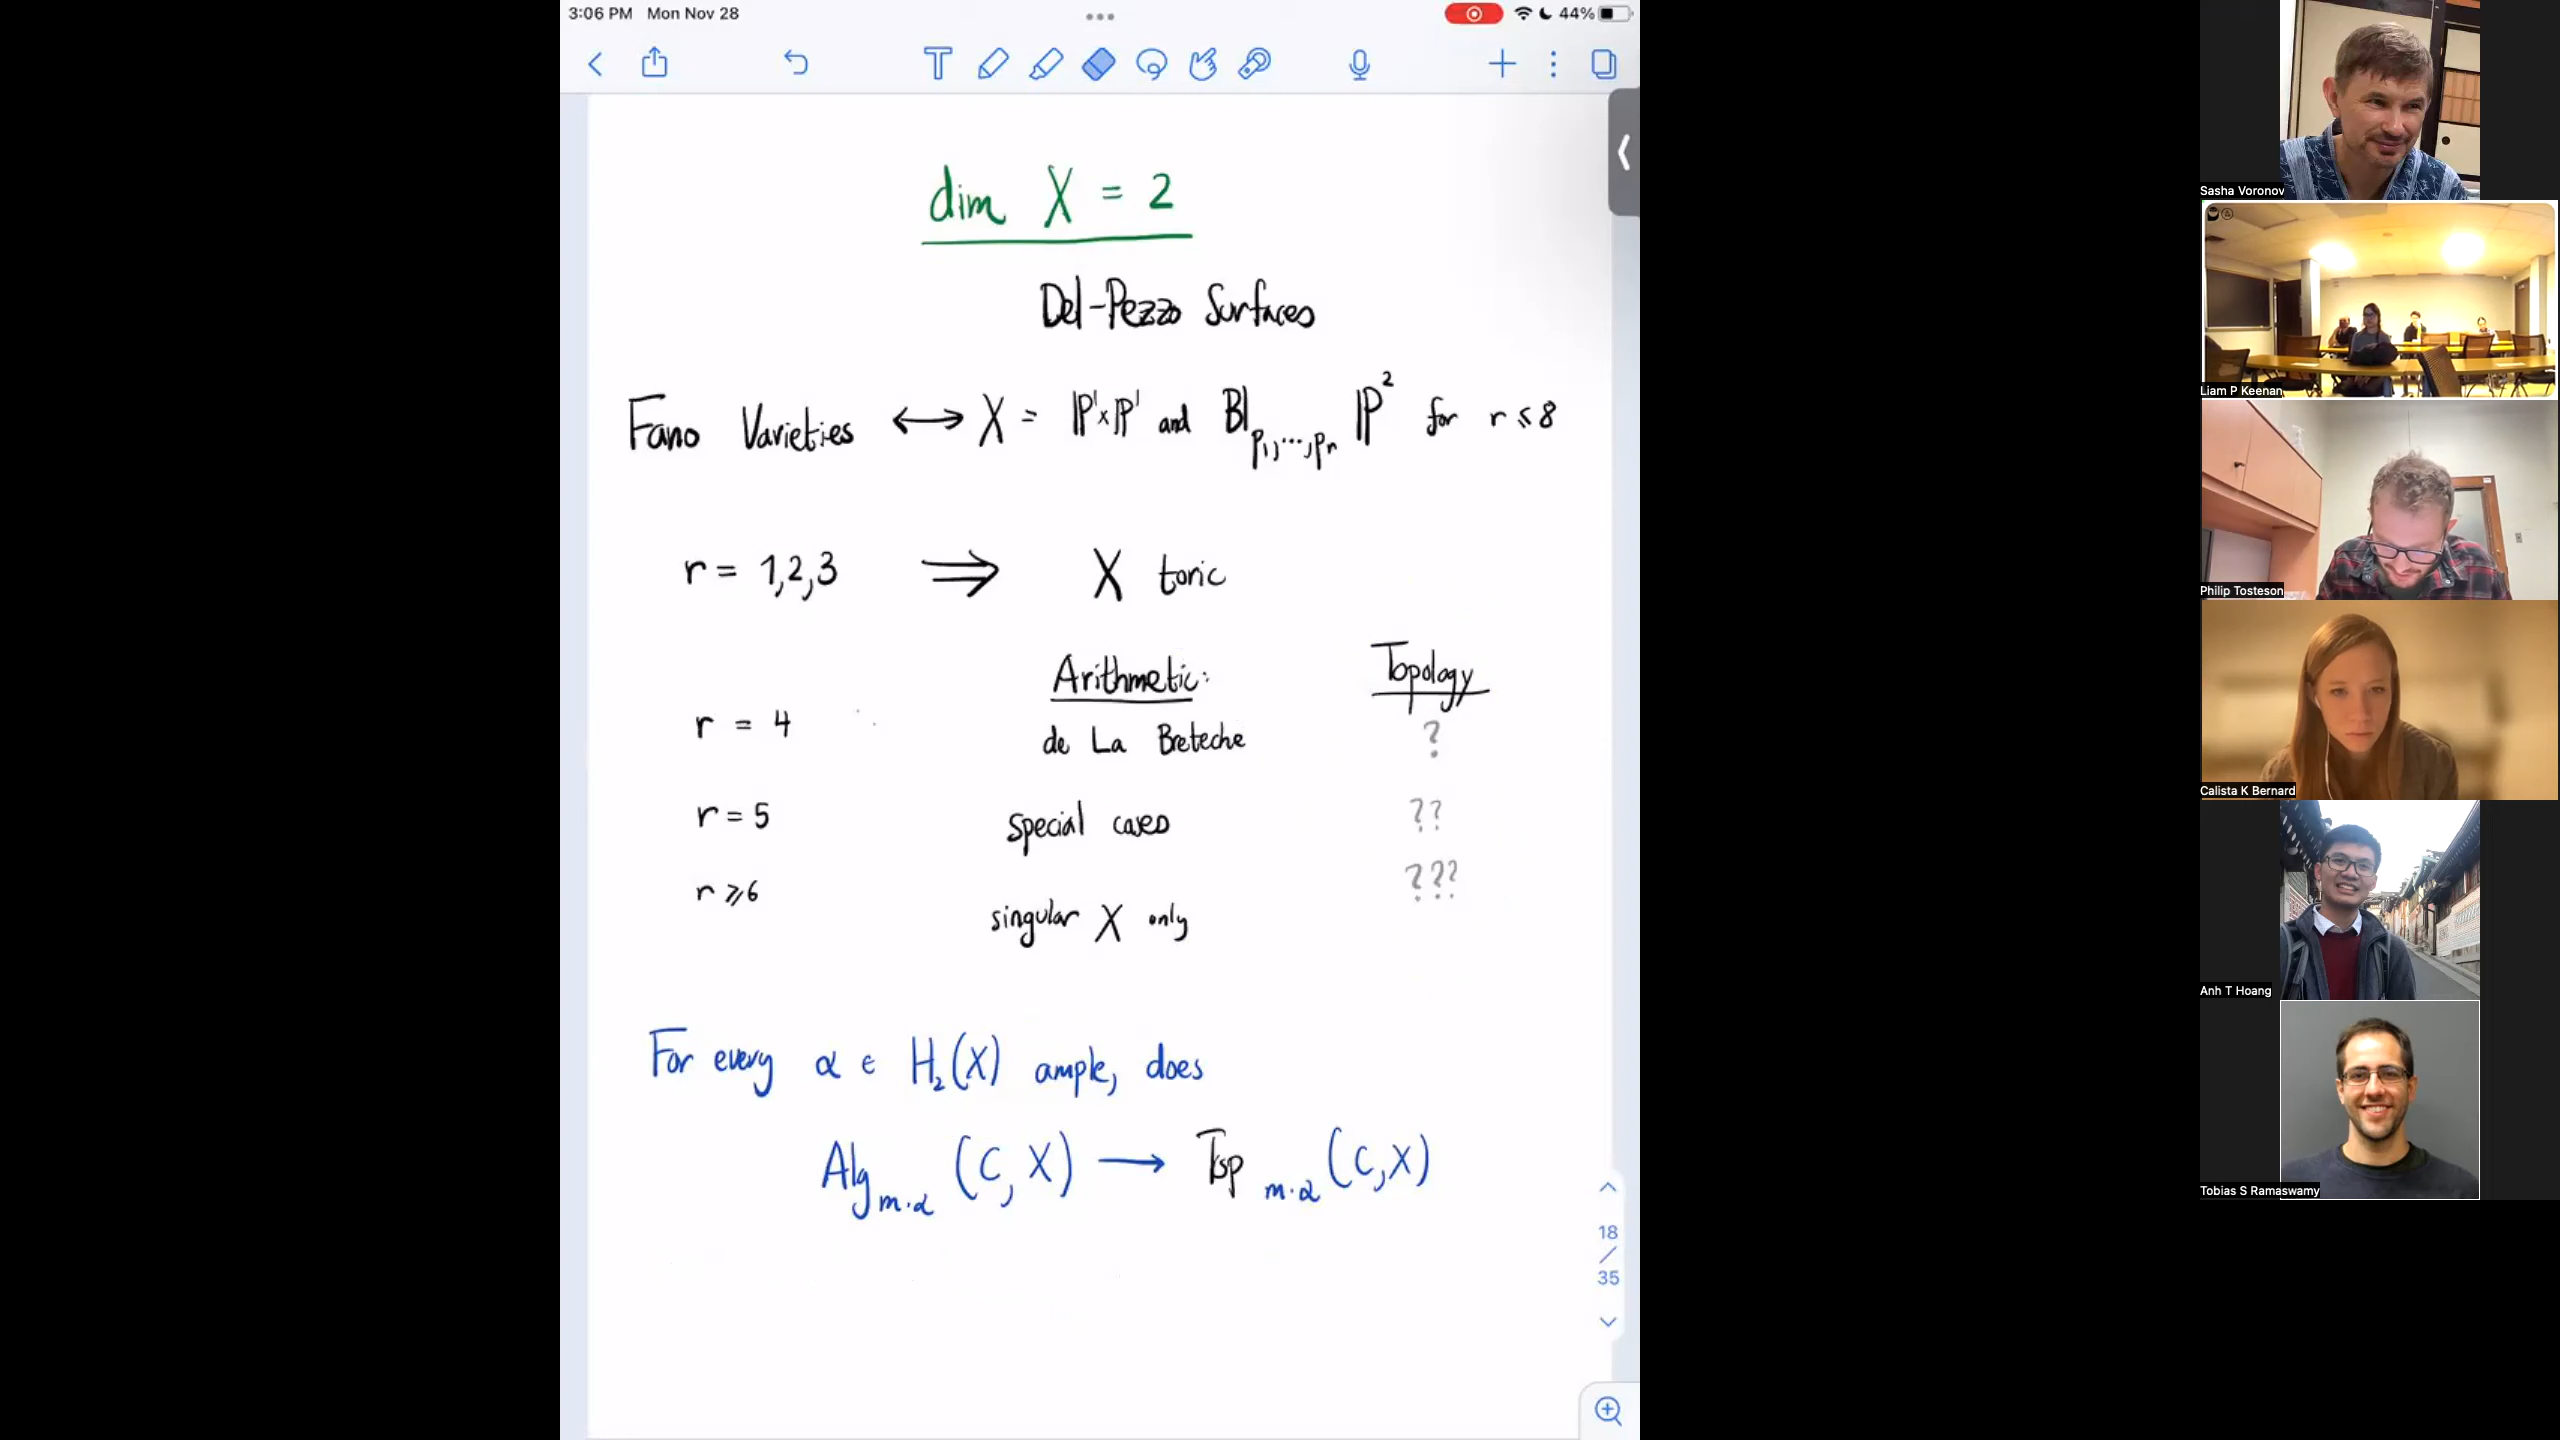 3:06 PM Mon Nov 28
44%
dim X = 2
Del-Pezzo Surfaces
Fano Varieties ⟷ X = ℙ¹×ℙ¹ and Bl_{p₁,...,pᵣ} ℙ² for r ≤ 8
r = 1,2,3 ⟹ X toric
Arithmetic: Topology
r = 4 de La Breteche ?
r = 5 special cases ??
r ⩾ 6 singular X only ???
For every α ∈ H₂(X) ample, does
Alg_{m·α} (C, X) ⟶ Top_{m·α} (C, X)
18
/
35
Sasha Voronov
Liam P Keenan
Philip Tosteson
Calista K Bernard
Anh T Hoang
Tobias S Ramaswamy